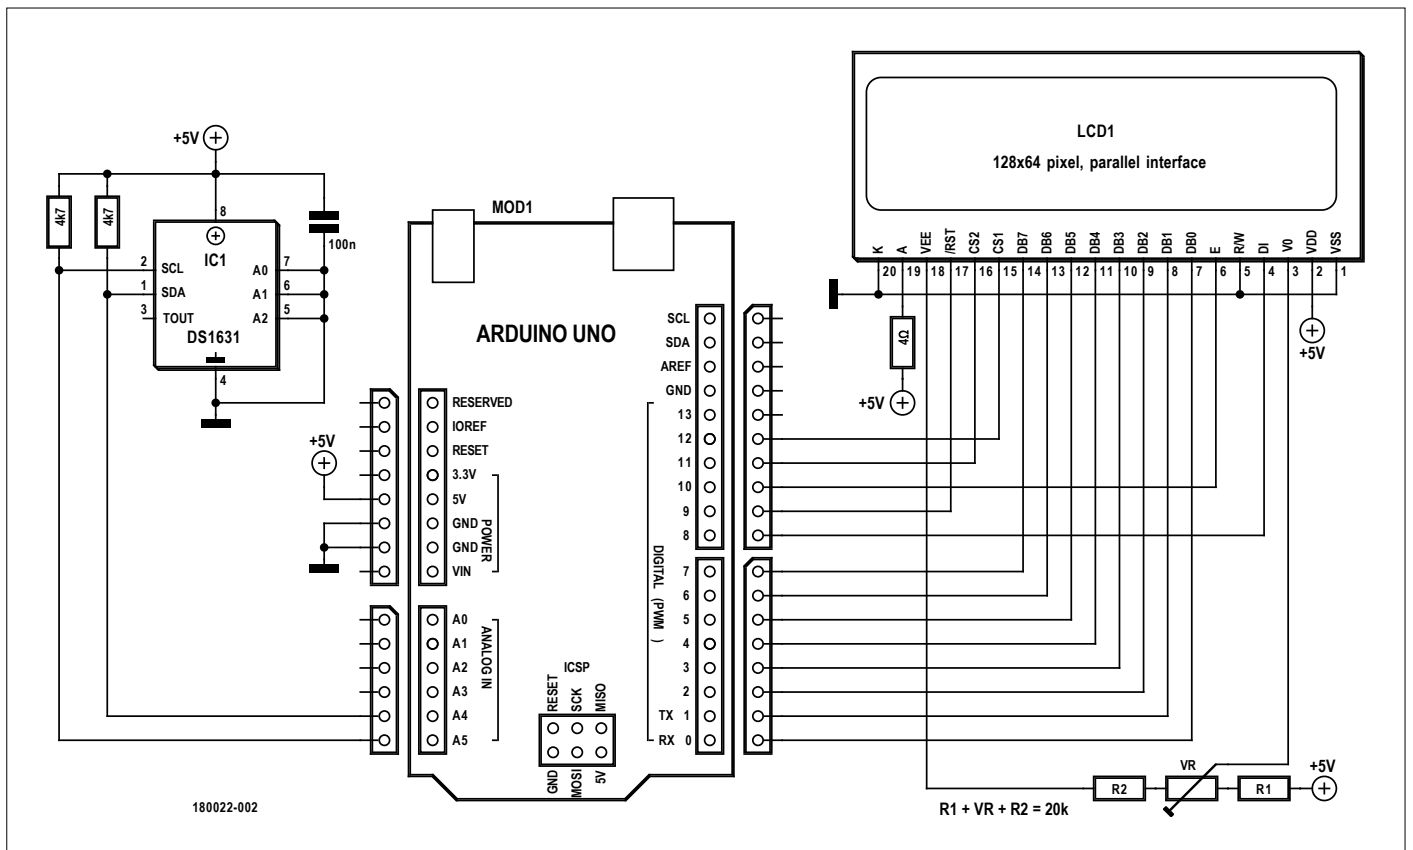 +5V
4k7
4k7
8
IC1
100n
2 SCL
1 SDA
3 TOUT
A0 7
A1 6
A2 5
DS1631
4
MOD1
ARDUINO UNO
RESERVED
IOREF
RESET
3.3V
5V
GND
GND
VIN
POWER
+5V
A0
A1
A2
A3
A4
A5
ANALOG IN
ICSP
RESET
SCK
MISO
GND
MOSI
5V
SCL
SDA
AREF
GND
13
12
11
10
9
8
7
6
5
4
3
2
TX 1
RX 0
DIGITAL (PWM )
LCD1
128x64 pixel, parallel interface
K
A
VEE
/RST
CS2
CS1
DB7
DB6
DB5
DB4
DB3
DB2
DB1
DB0
E
R/W
DI
V0
VDD
VSS
20
19
18
17
16
15
14
13
12
11
10
9
8
7
6
5
4
3
2
1
4Ω
+5V
+5V
R2
VR
R1
+5V
R1 + VR + R2 = 20k
180022-002